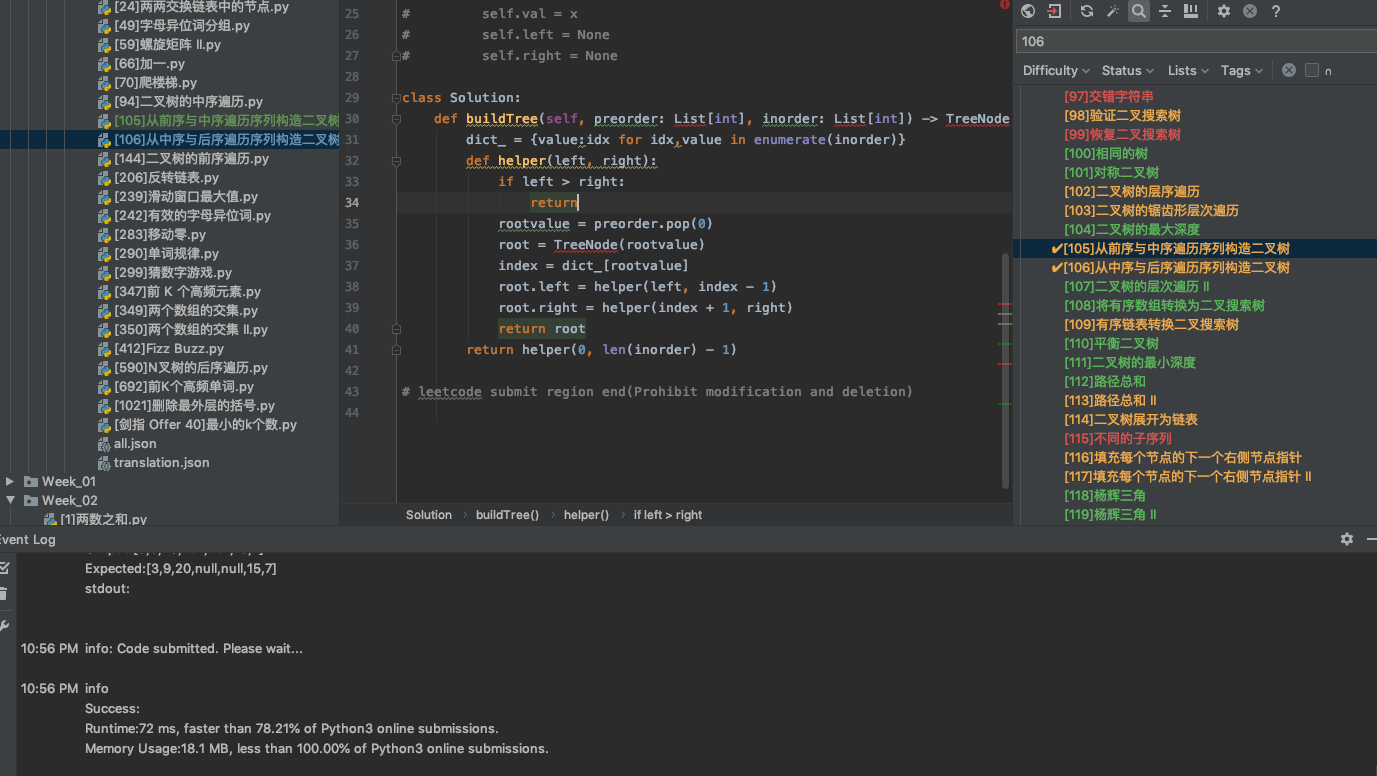 [24]两两交换链表中的节点.py
[49]字母异位词分组.py
[59]螺旋矩阵 II.py
[66]加一.py
[70]爬楼梯.py
[94]二叉树的中序遍历.py
[105]从前序与中序遍历序列构造二叉树
[106]从中序与后序遍历序列构造二叉树
[144]二叉树的前序遍历.py
[206]反转链表.py
[239]滑动窗口最大值.py
[242]有效的字母异位词.py
[283]移动零.py
[290]单词规律.py
[299]猜数字游戏.py
[347]前 K 个高频元素.py
[349]两个数组的交集.py
[350]两个数组的交集 II.py
[412]Fizz Buzz.py
[590]N叉树的后序遍历.py
[692]前K个高频单词.py
[1021]删除最外层的括号.py
[剑指 Offer 40]最小的k个数.py
all.json
translation.json
Week_01
Week_02
[1]两数之和.py
25 # self.val = x
26 # self.left = None
27 # self.right = None
28
29 class Solution:
30 def buildTree(self, preorder: List[int], inorder: List[int]) -> TreeNode
31 dict_ = {value:idx for idx,value in enumerate(inorder)}
32 def helper(left, right):
33 if left > right:
34 return
35 rootvalue = preorder.pop(0)
36 root = TreeNode(rootvalue)
37 index = dict_[rootvalue]
38 root.left = helper(left, index - 1)
39 root.right = helper(index + 1, right)
40 return root
41 return helper(0, len(inorder) - 1)
42
43 # leetcode submit region end(Prohibit modification and deletion)
44
Solution > buildTree() > helper() > if left > right
106
Difficulty Status Lists Tags
[97]交错字符串
[98]验证二叉搜索树
[99]恢复二叉搜索树
[100]相同的树
[101]对称二叉树
[102]二叉树的层序遍历
[103]二叉树的锯齿形层次遍历
[104]二叉树的最大深度
✔[105]从前序与中序遍历序列构造二叉树
✔[106]从中序与后序遍历序列构造二叉树
[107]二叉树的层次遍历 II
[108]将有序数组转换为二叉搜索树
[109]有序链表转换二叉搜索树
[110]平衡二叉树
[111]二叉树的最小深度
[112]路径总和
[113]路径总和 II
[114]二叉树展开为链表
[115]不同的子序列
[116]填充每个节点的下一个右侧节点指针
[117]填充每个节点的下一个右侧节点指针 II
[118]杨辉三角
[119]杨辉三角 II
Event Log
Expected:[3,9,20,null,null,15,7]
stdout:
10:56 PM info: Code submitted. Please wait...
10:56 PM info
Success:
Runtime:72 ms, faster than 78.21% of Python3 online submissions.
Memory Usage:18.1 MB, less than 100.00% of Python3 online submissions.